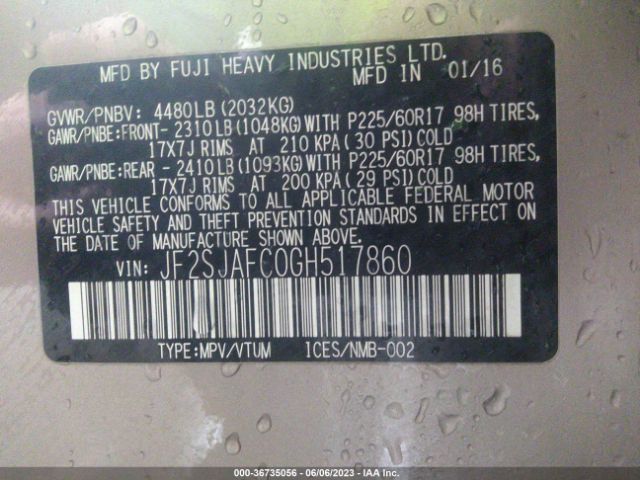 MFD BY FUJI HEAVY INDUSTRIES LTD.
MFD IN 01/16
GVWR/PNBV: 4480LB(2032KG)
GAWR/PNBE:FRONT- 2310LB(1048KG)WITH P225/60R17 98H TIRES,
17X7J RIMS AT 210 KPA(30 PSI)COLD
GAWR/PNBE:REAR - 2410LB(1093KG)WITH P225/60R17 98H TIRES,
17X7J RIMS AT 200 KPA(29 PSI)COLD
THIS VEHICLE CONFORMS TO ALL APPLICABLE FEDERAL MOTOR
VEHICLE SAFETY AND THEFT PREVENTION STANDARDS IN EFFECT ON
THE DATE OF MANUFACTURE SHOWN ABOVE.
VIN: JF2SJAFC0GH517860
TYPE:MPV/VTUM ICES/NMB-002
000-36735056 - 06/06/2023 - IAA Inc.